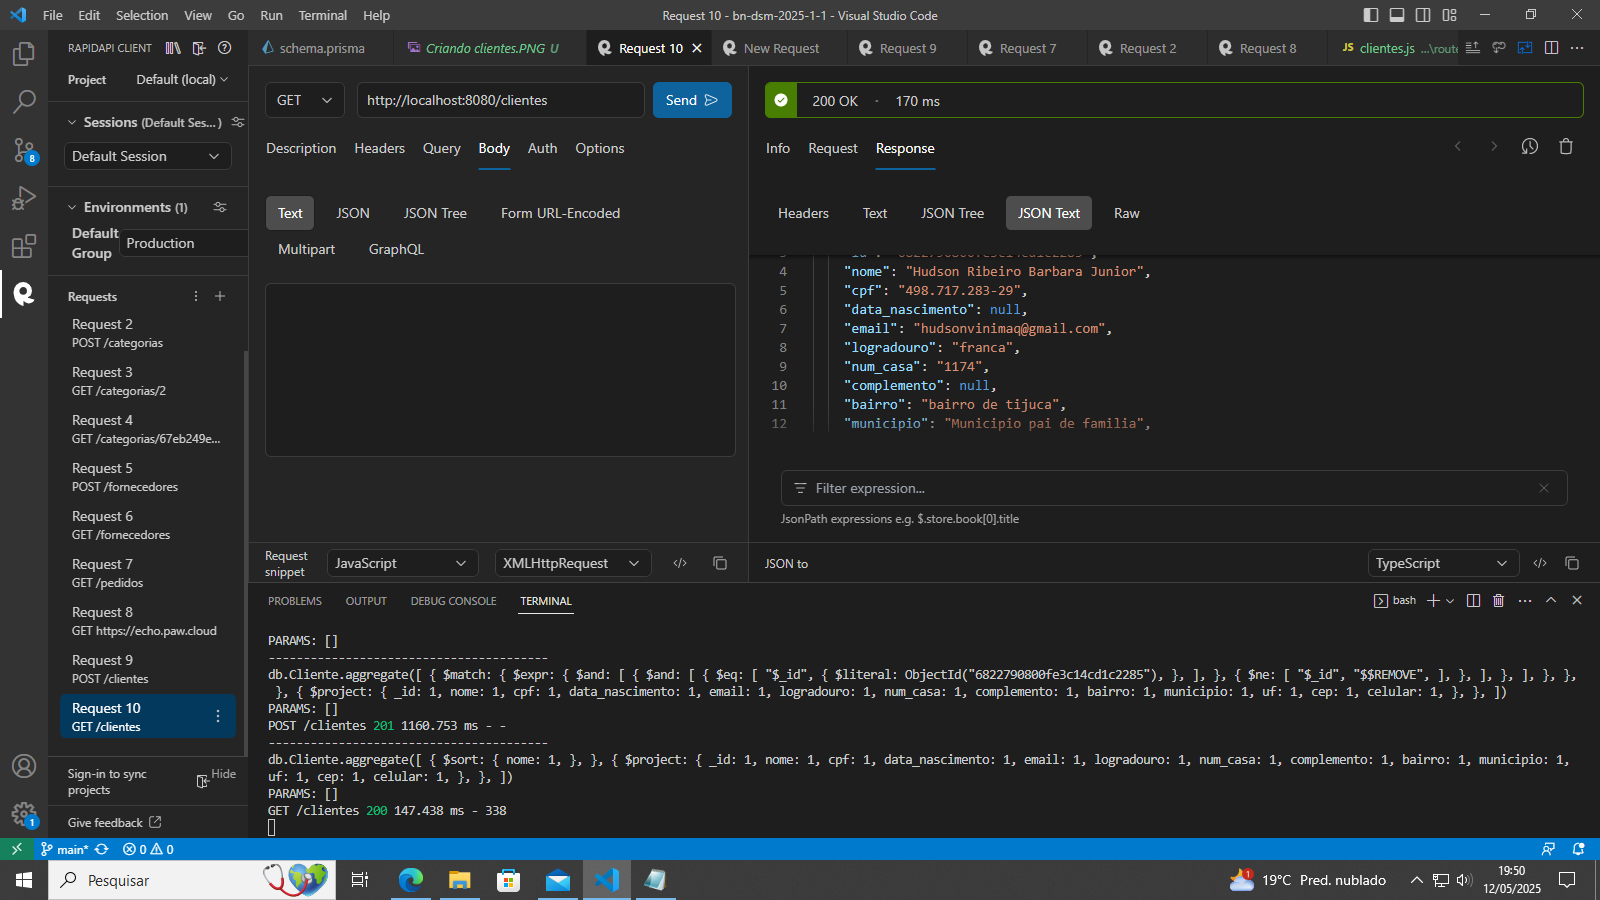 File Edit Selection View Go Run Terminal Help
Request 10 - bn-dsm-2025-1-1 - Visual Studio Code
RAPIDAPI CLIENT
schema.prisma
Criando clientes.PNG U
Request 10
New Request
Request 9
Request 7
Request 2
Request 8
JS clientes.js ...\route
Project Default (local)
Sessions (Default Ses... )
Default Session
Environments (1)
Default Group
Production
Requests
Request 2
POST /categorias
Request 3
GET /categorias/2
Request 4
GET /categorias/67eb249e...
Request 5
POST /fornecedores
Request 6
GET /fornecedores
Request 7
GET /pedidos
Request 8
GET https://echo.paw.cloud
Request 9
POST /clientes
Request 10
GET /clientes
Sign-in to sync projects
Hide
Give feedback
GET http://localhost:8080/clientes Send
Description Headers Query Body Auth Options
Text JSON JSON Tree Form URL-Encoded
Multipart GraphQL
Request snippet JavaScript XMLHttpRequest
200 OK · 170 ms
Info Request Response
Headers Text JSON Tree JSON Text Raw
4 "nome": "Hudson Ribeiro Barbara Junior",
5 "cpf": "498.717.283-29",
6 "data_nascimento": null,
7 "email": "hudsonvinimaq@gmail.com",
8 "logradouro": "franca",
9 "num_casa": "1174",
10 "complemento": null,
11 "bairro": "bairro de tijuca",
12 "municipio": "Municipio pai de familia",
Filter expression...
JsonPath expressions e.g. $.store.book[0].title
JSON to TypeScript
PROBLEMS OUTPUT DEBUG CONSOLE TERMINAL
bash
PARAMS: []
----------------------------------------
db.Cliente.aggregate([ { $match: { $expr: { $and: [ { $and: [ { $eq: [ "$_id", { $literal: ObjectId("6822790800fe3c14cd1c2285"), }, ], }, { $ne: [ "$_id", "$$REMOVE", ], }, ], }, ], }, },
}, { $project: { _id: 1, nome: 1, cpf: 1, data_nascimento: 1, email: 1, logradouro: 1, num_casa: 1, complemento: 1, bairro: 1, municipio: 1, uf: 1, cep: 1, celular: 1, }, }, ])
PARAMS: []
POST /clientes 201 1160.753 ms - -
----------------------------------------
db.Cliente.aggregate([ { $sort: { nome: 1, }, }, { $project: { _id: 1, nome: 1, cpf: 1, data_nascimento: 1, email: 1, logradouro: 1, num_casa: 1, complemento: 1, bairro: 1, municipio: 1,
uf: 1, cep: 1, celular: 1, }, }, ])
PARAMS: []
GET /clientes 200 147.438 ms - 338
8
1
main* 0 0
Pesquisar
1
19°C Pred. nublado
19:50
12/05/2025